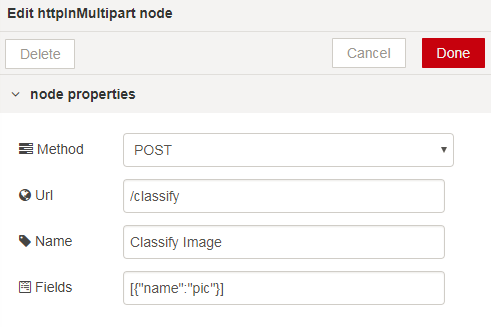 Edit httpInMultipart node
Delete
Cancel
Done
node properties
Method
POST
Url
/classify
Name
Classify Image
Fields
[{"name":"pic"}]